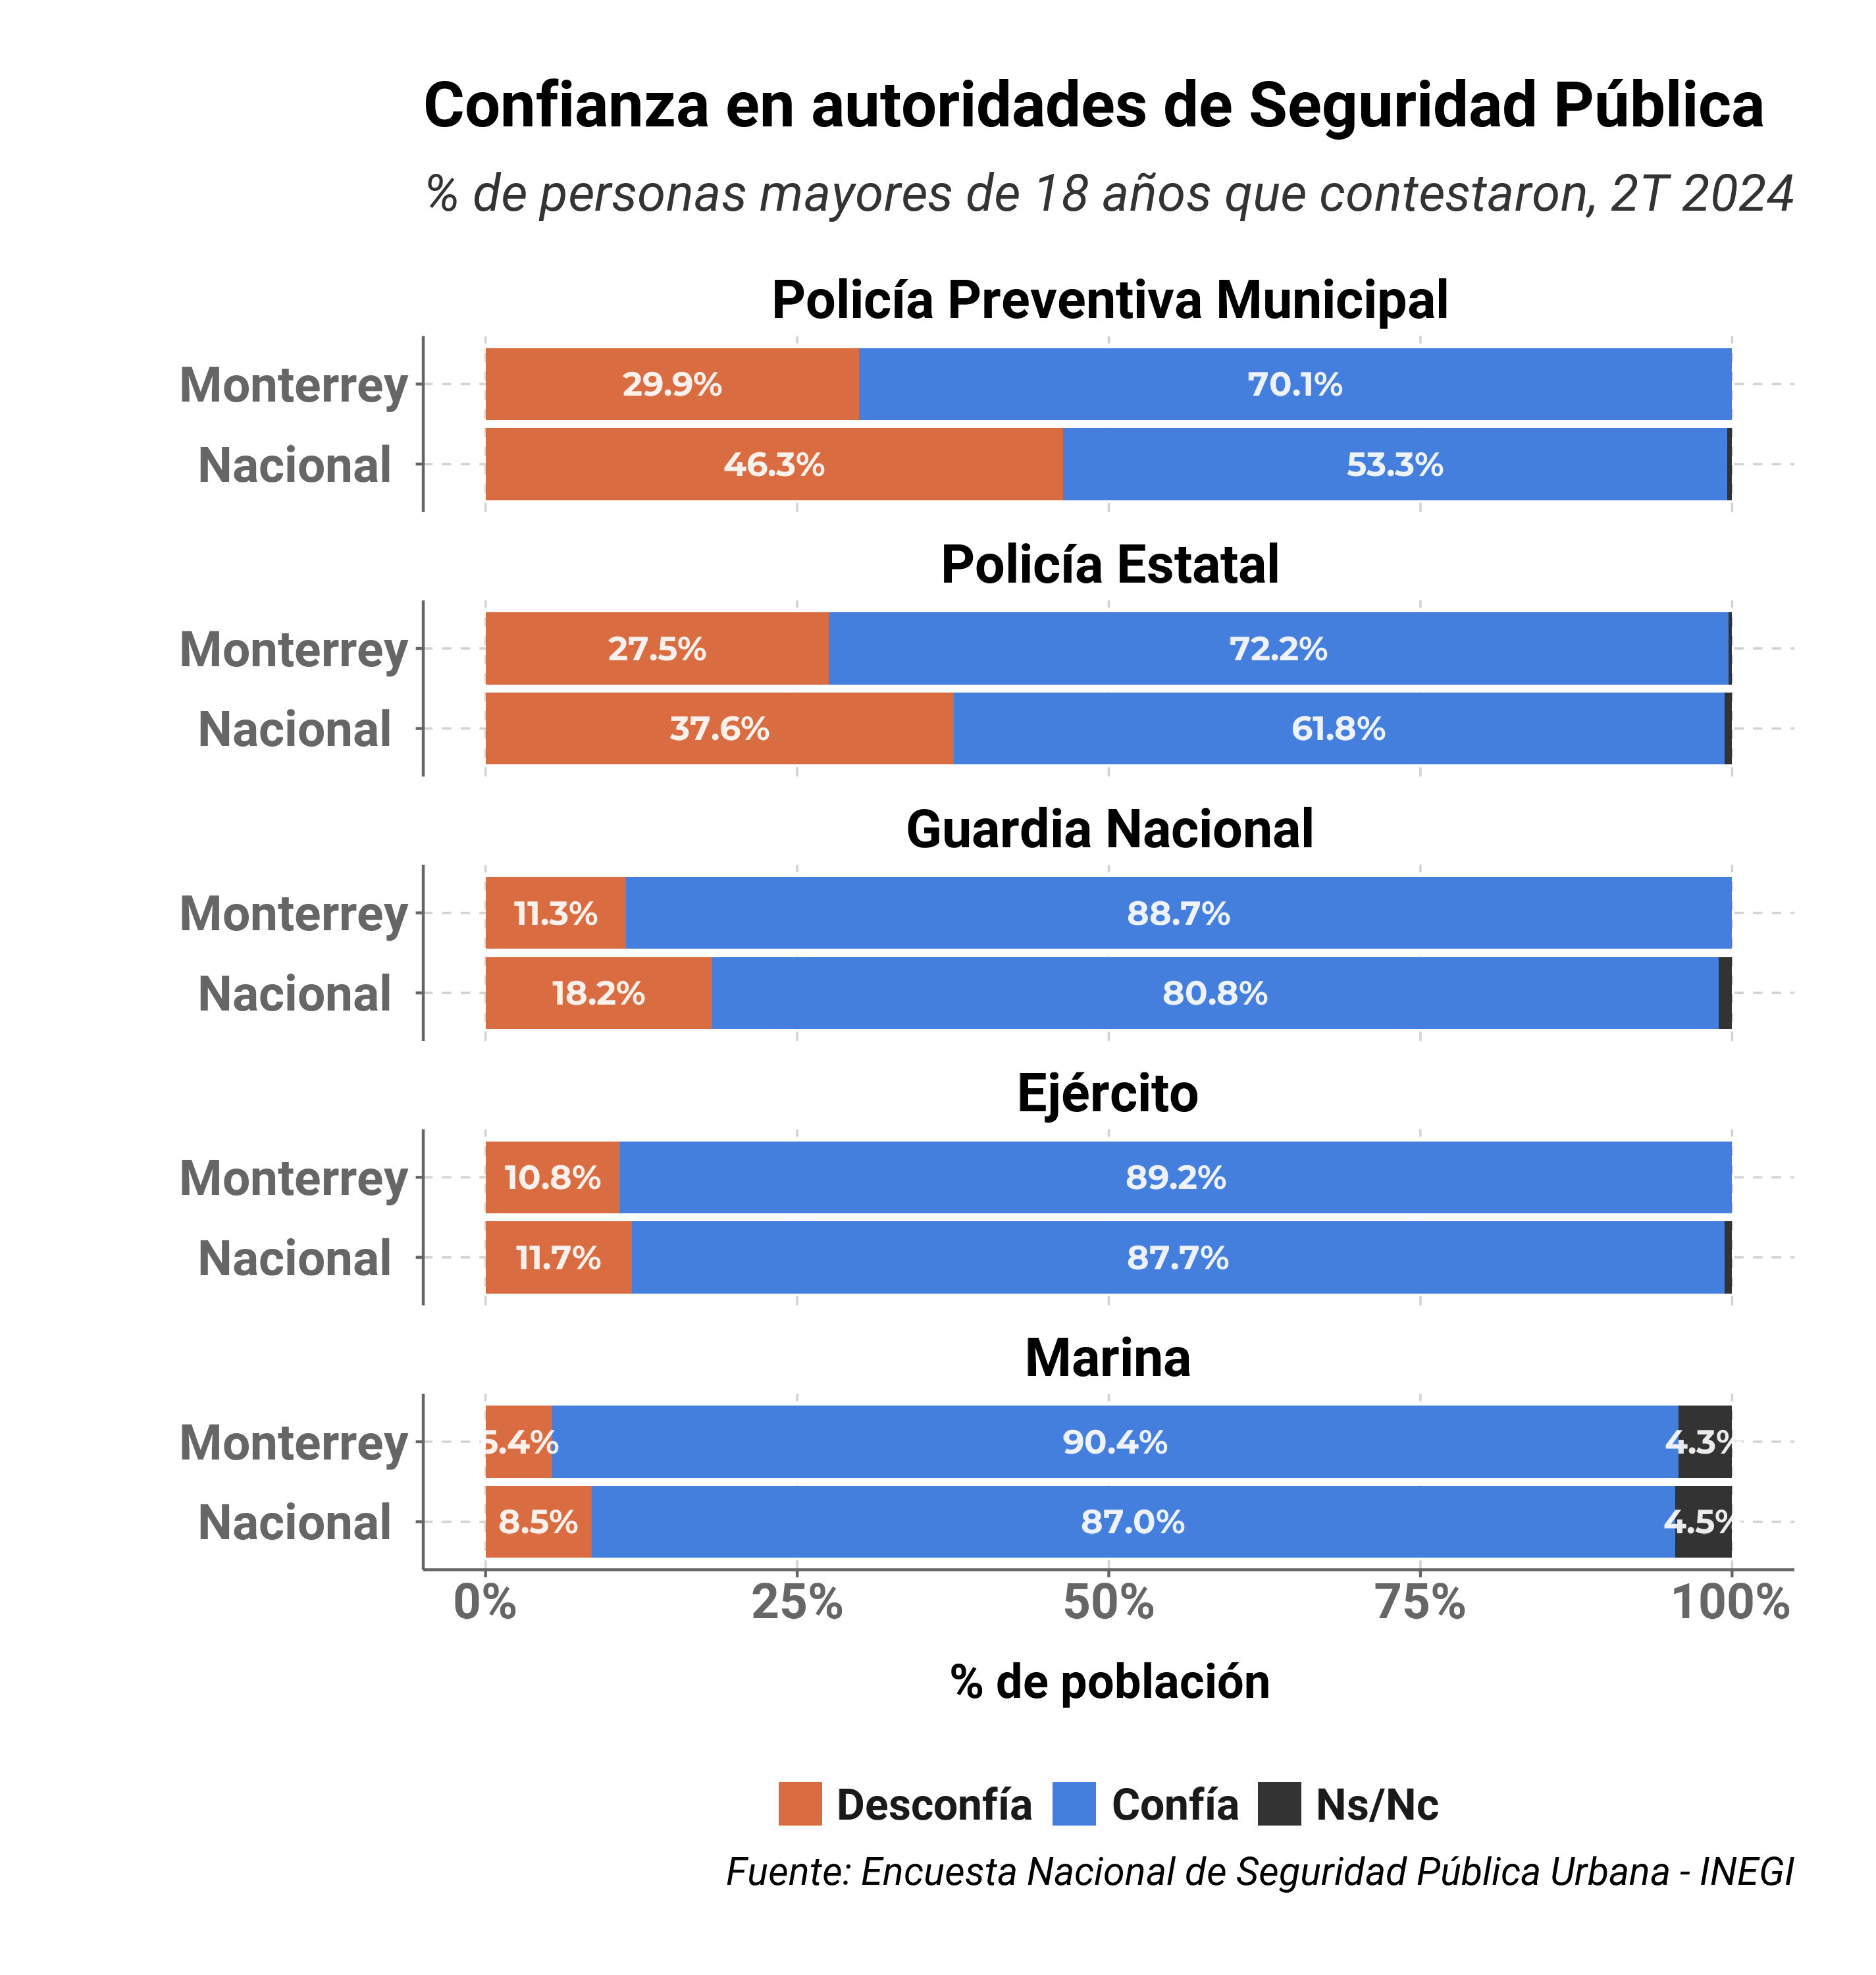 Confianza en autoridades de Seguridad Pública
% de personas mayores de 18 años que contestaron, 2T 2024
Policía Preventiva Municipal
Monterrey 29.9% 70.1%
Nacional 46.3% 53.3%
Policía Estatal
Monterrey 27.5% 72.2%
Nacional 37.6% 61.8%
Guardia Nacional
Monterrey 11.3% 88.7%
Nacional 18.2% 80.8%
Ejército
Monterrey 10.8% 89.2%
Nacional 11.7% 87.7%
Marina
Monterrey 5.4% 90.4% 4.3%
Nacional 8.5% 87.0% 4.5%
0% 25% 50% 75% 100%
% de población
Desconfía Confía Ns/Nc
Fuente: Encuesta Nacional de Seguridad Pública Urbana - INEGI